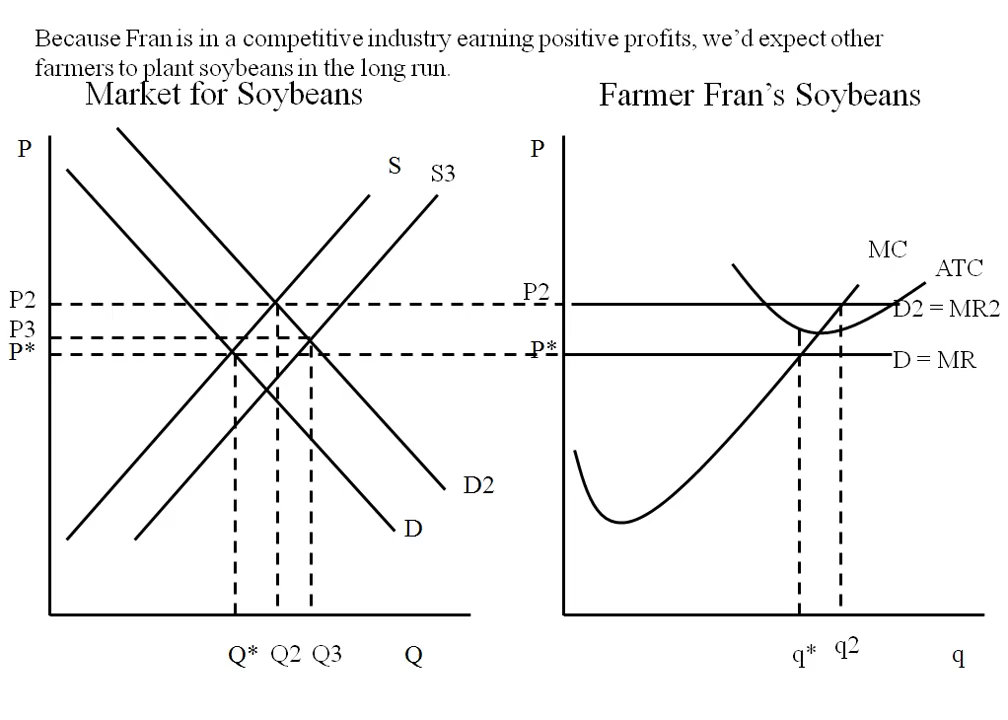 Because Fran is in a competitive industry earning positive profits, we'd expect other
farmers to plant soybeans in the long run.
Market for Soybeans
Farmer Fran's Soybeans
P
S
S3
P
MC
ATC
P2
P2
D2 = MR2
P3
P*
P*
D = MR
D2
D
Q* Q2 Q3 Q
q* q2 q